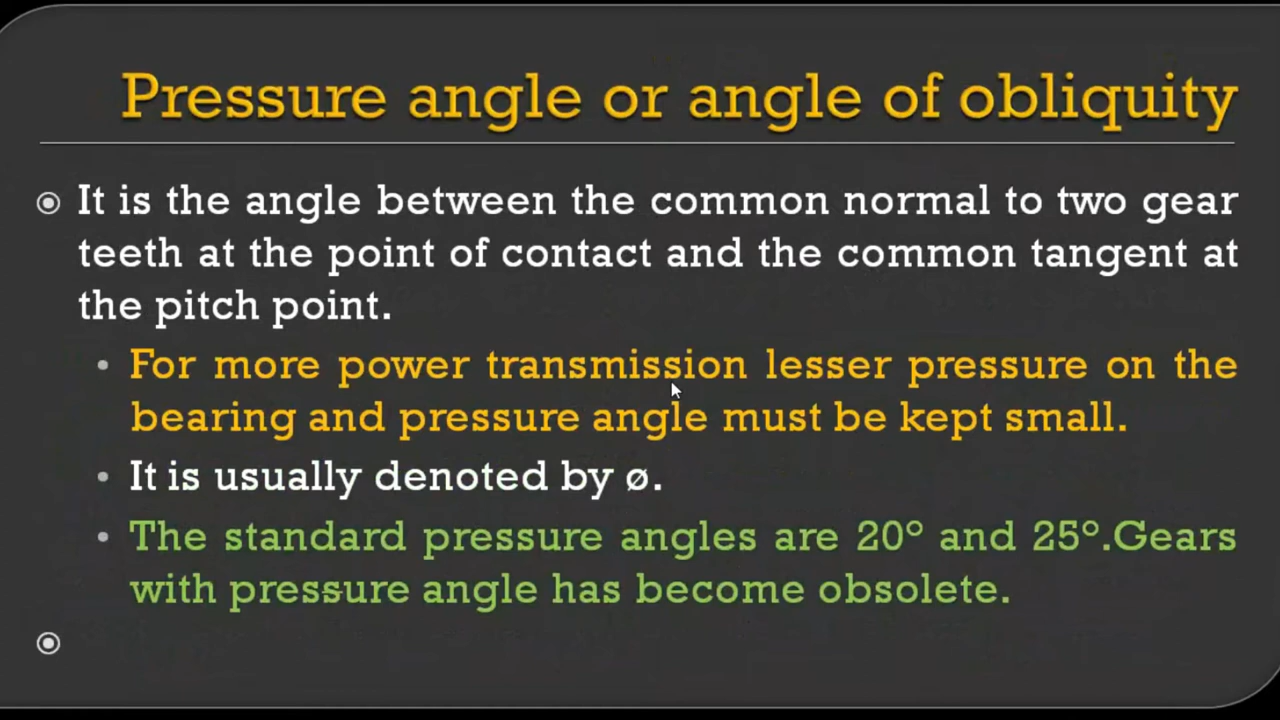 Pressure angle or angle of obliquity
It is the angle between the common normal to two gear
teeth at the point of contact and the common tangent at
the pitch point.
For more power transmission lesser pressure on the
bearing and pressure angle must be kept small.
It is usually denoted by ø.
The standard pressure angles are 20° and 25°.Gears
with pressure angle has become obsolete.